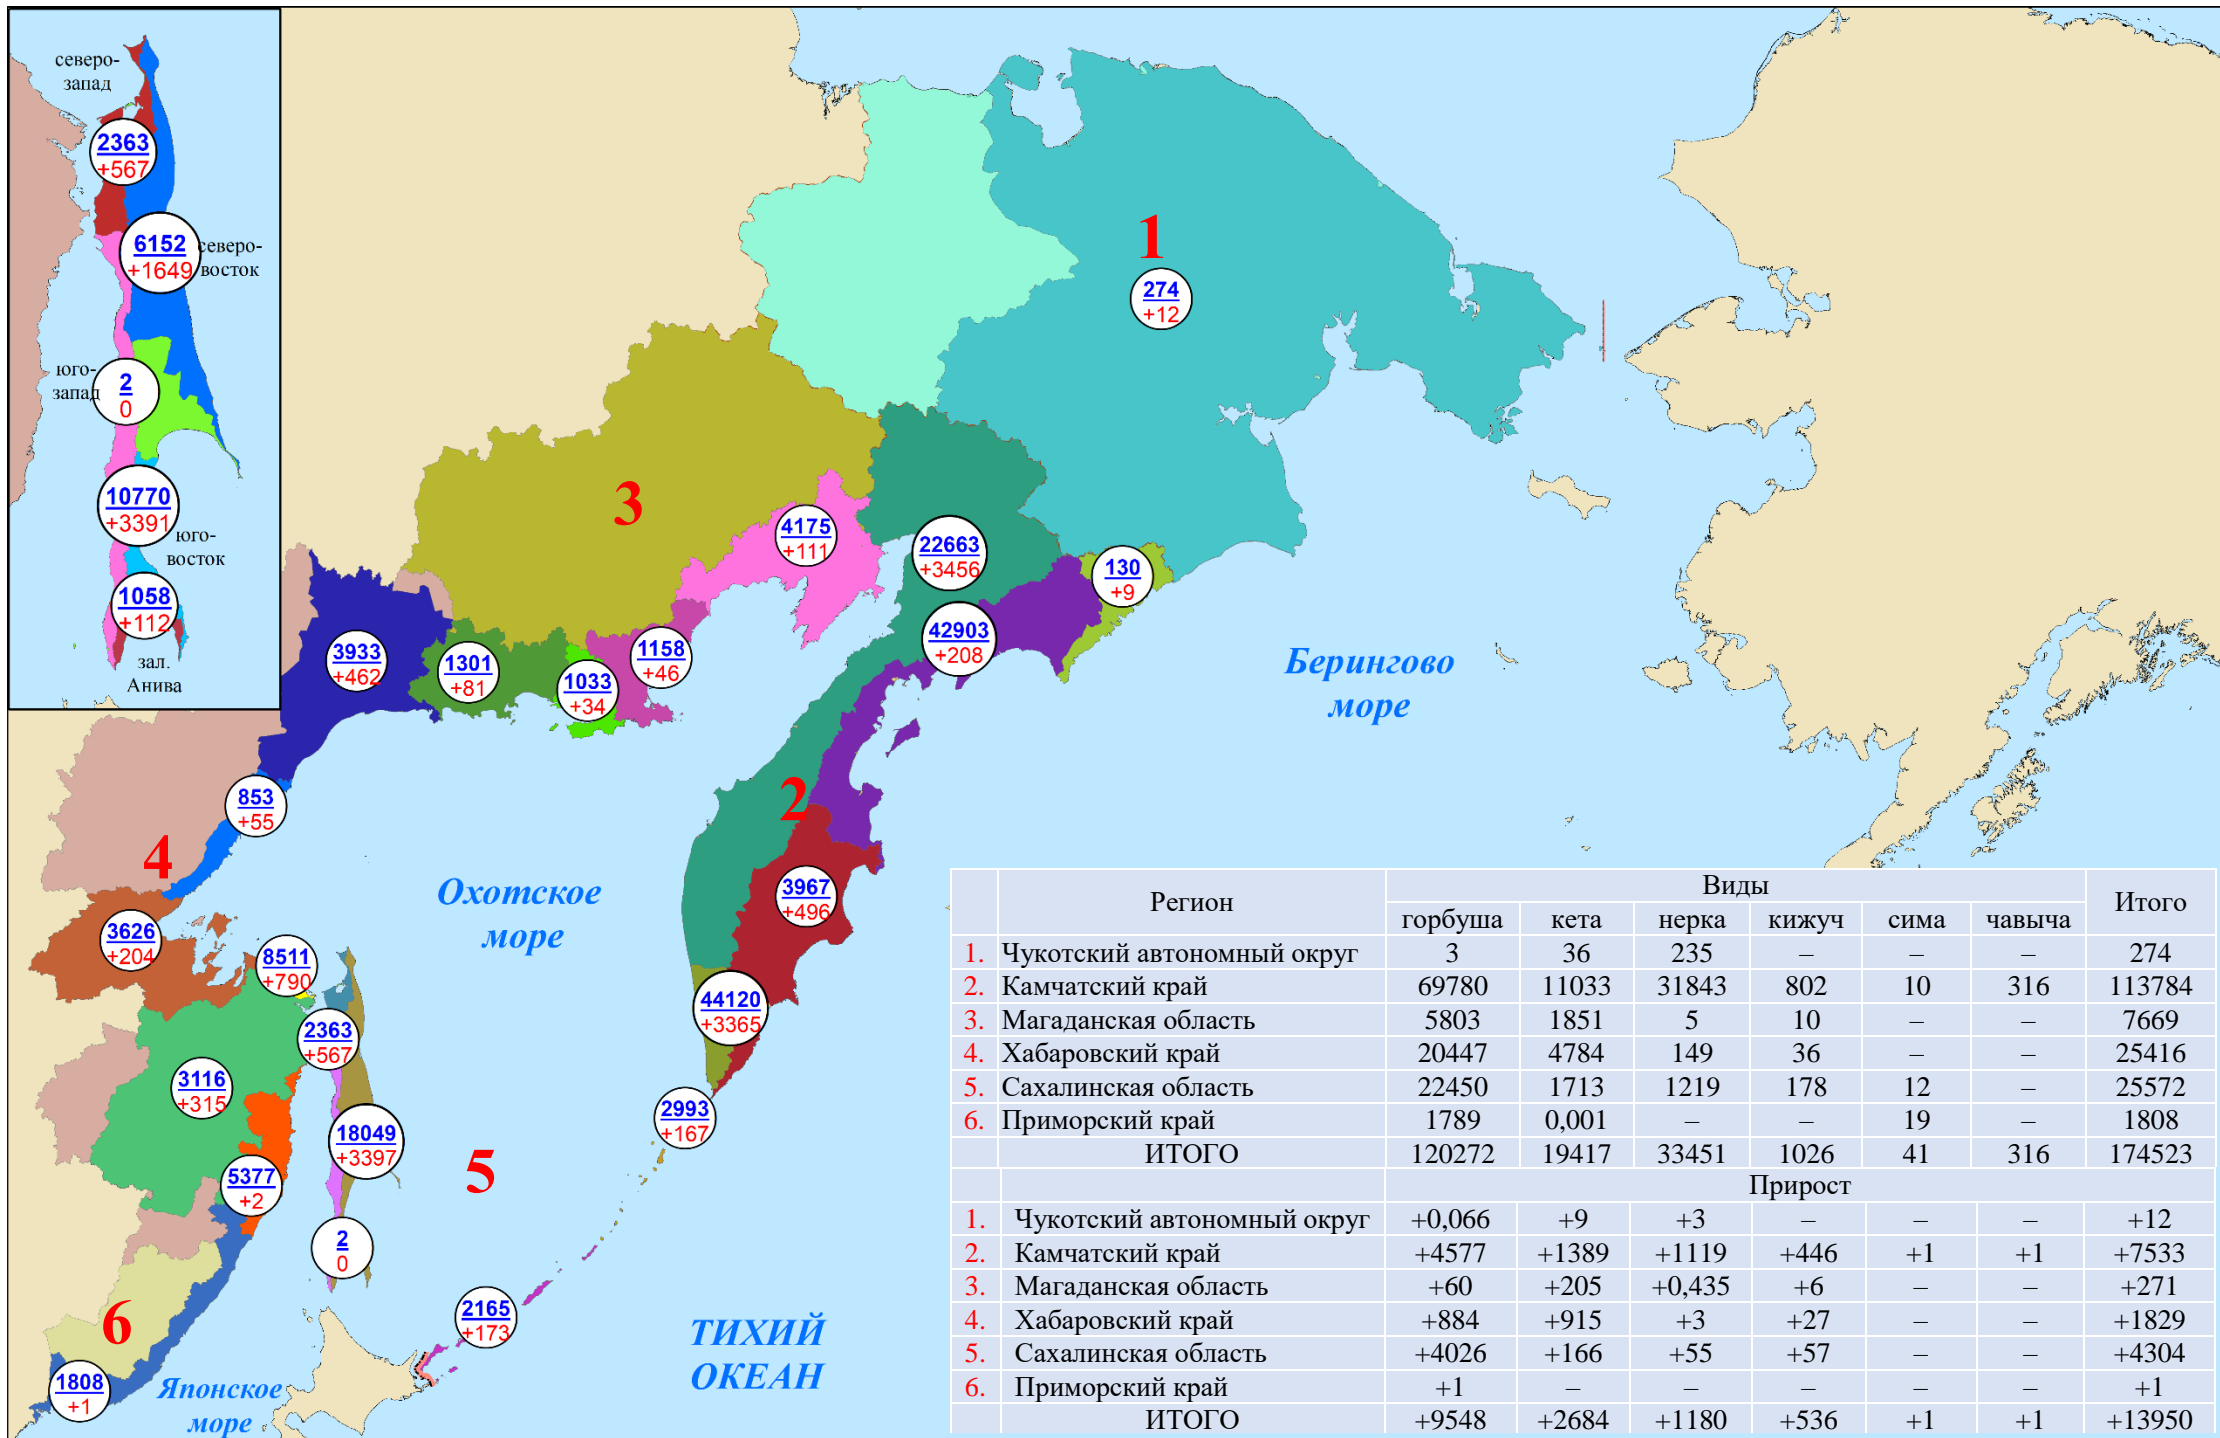 северо-
запад
2363
+567
6152
+1649
северо-
восток
юго-
запад
2
0
10770
+3391
юго-
восток
1058
+112
зал.
Анива
1
274
+12
3
4175
+111
22663
+3456
130
+9
42903
+208
3933
+462
1301
+81
1033
+34
1158
+46
Берингово
море
853
+55
4
2
Охотское
море
3967
+496
3626
+204
8511
+790
44120
+3365
2363
+567
3116
+315
2993
+167
18049
+3397
5
5377
+2
2
0
6
2165
+173
ТИХИЙ
ОКЕАН
1808
+1
Японское
море
Регион Виды Итого
горбуша кета нерка кижуч сима чавыча
1. Чукотский автономный округ 3 36 235 – – – 274
2. Камчатский край 69780 11033 31843 802 10 316 113784
3. Магаданская область 5803 1851 5 10 – – 7669
4. Хабаровский край 20447 4784 149 36 – – 25416
5. Сахалинская область 22450 1713 1219 178 12 – 25572
6. Приморский край 1789 0,001 – – 19 – 1808
ИТОГО 120272 19417 33451 1026 41 316 174523
Прирост
1. Чукотский автономный округ +0,066 +9 +3 – – – +12
2. Камчатский край +4577 +1389 +1119 +446 +1 +1 +7533
3. Магаданская область +60 +205 +0,435 +6 – – +271
4. Хабаровский край +884 +915 +3 +27 – – +1829
5. Сахалинская область +4026 +166 +55 +57 – – +4304
6. Приморский край +1 – – – – – +1
ИТОГО +9548 +2684 +1180 +536 +1 +1 +13950